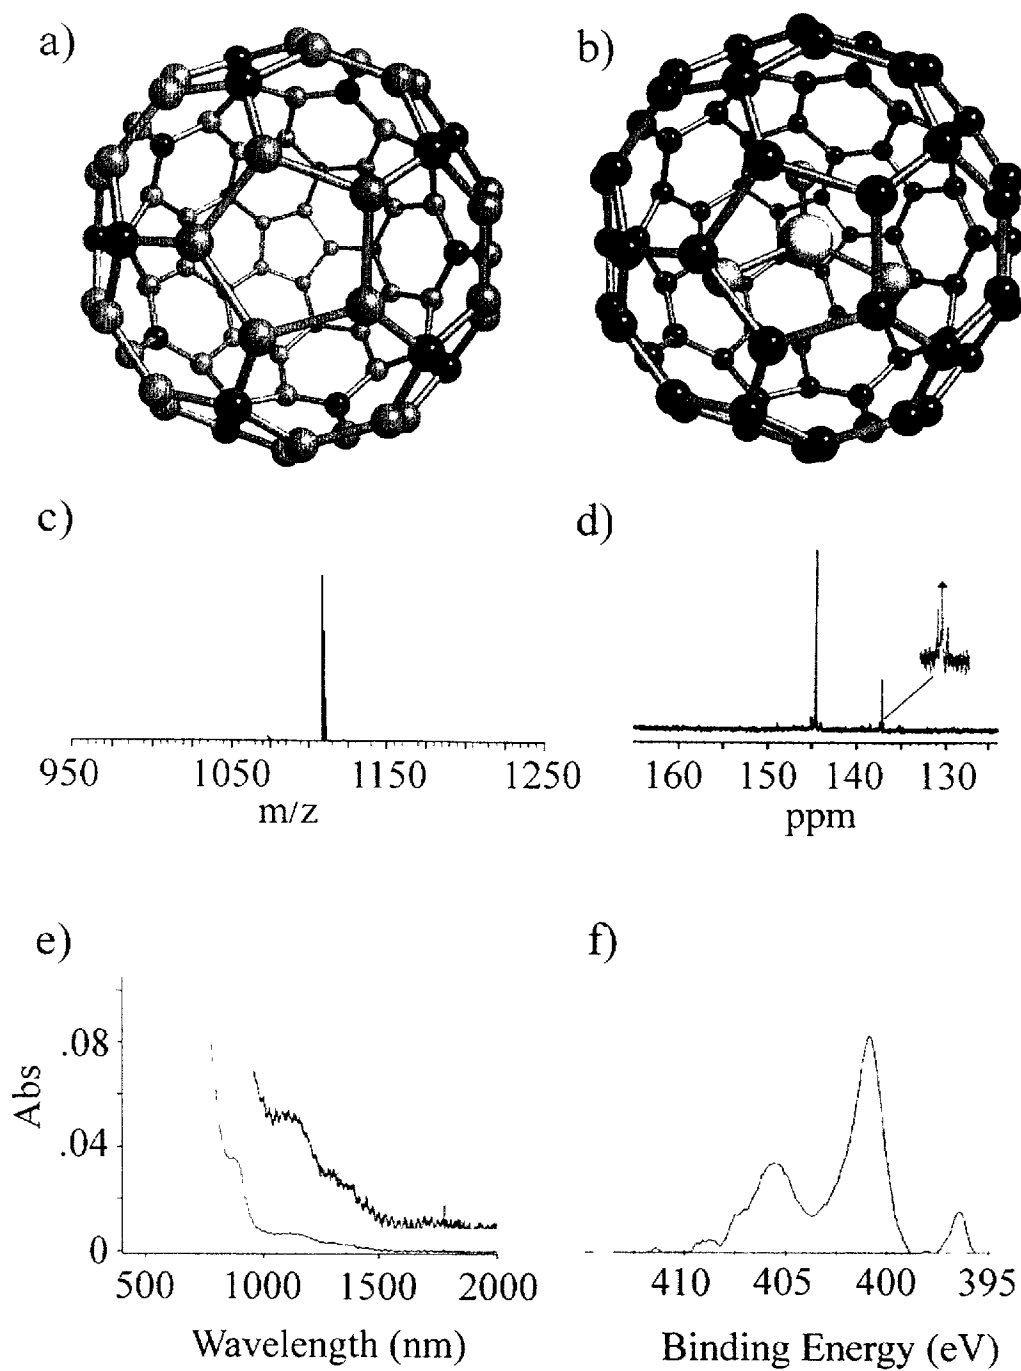 a)
b)
c)
d)
950 1050 1150 1250
m/z
160 150 140 130
ppm
e)
f)
.08
.04
0
Abs
500 1000 1500 2000
Wavelength (nm)
410 405 400 395
Binding Energy (eV)